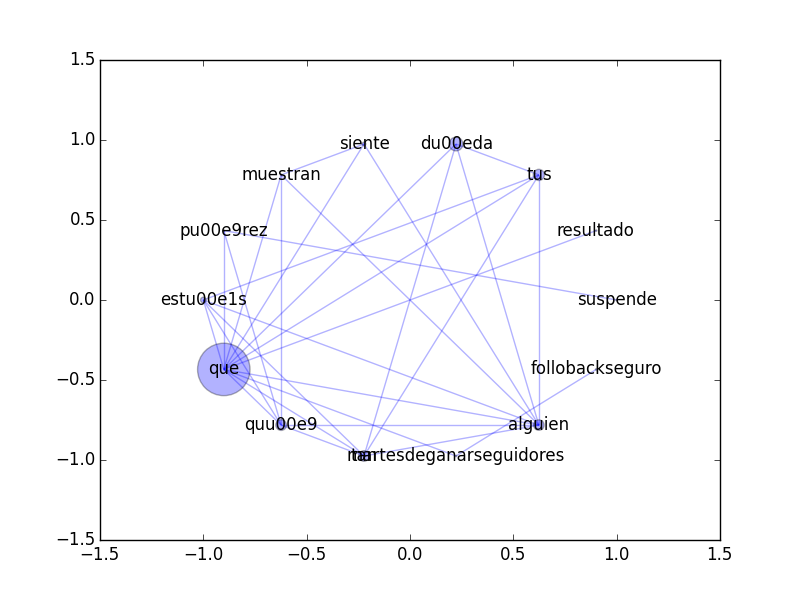 1.5
1.0
siente
du00eda
muestran
tus
0.5
pu00e9rez
resultado
0.0
estu00e1s
suspende
que
followbackseguro
−0.5
quu00e9
alguien
martesdeganarseguidores
−1.0
−1.5
−1.5 −1.0 −0.5 0.0 0.5 1.0 1.5